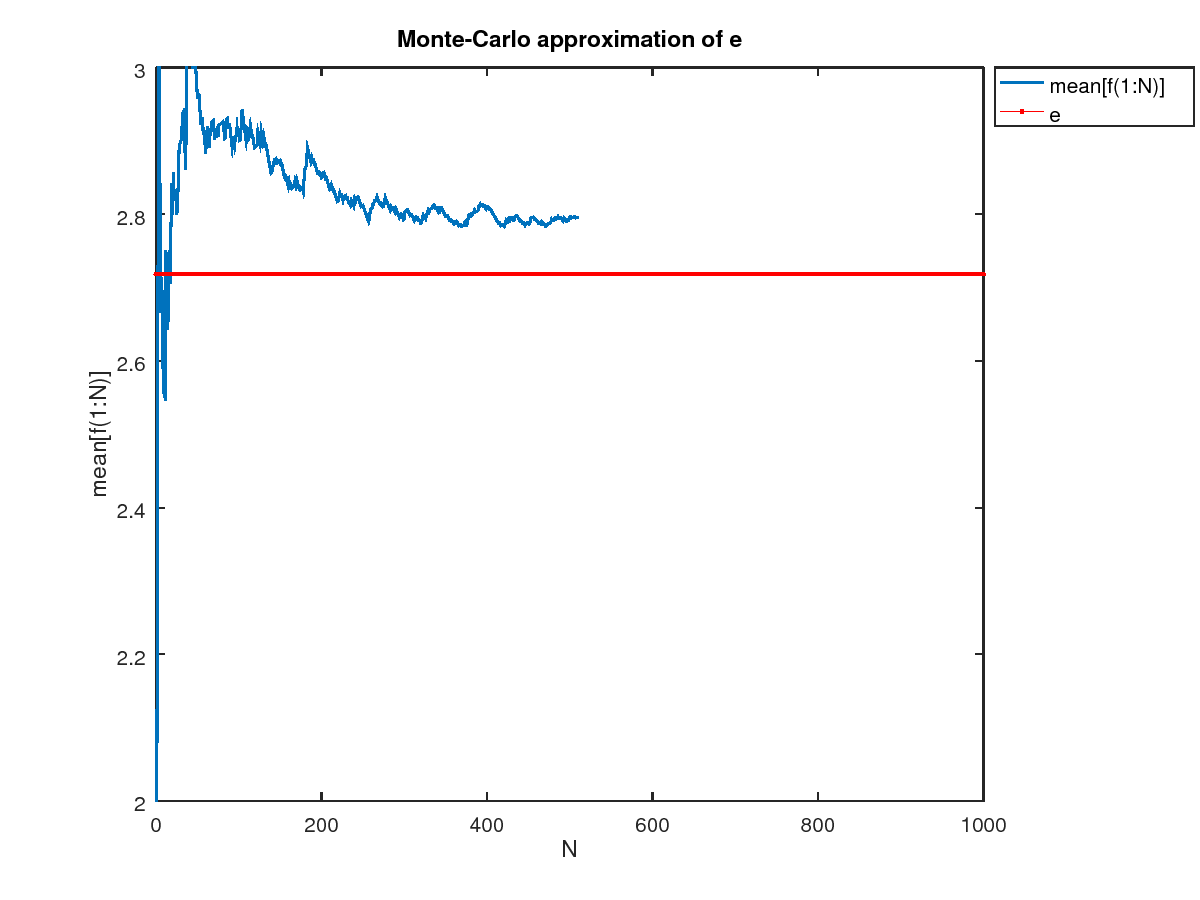 Monte-Carlo approximation of e
mean[f(1:N)]
e
3
2.8
2.6
2.4
2.2
2
mean[f(1:N)]
0 200 400 600 800 1000
N